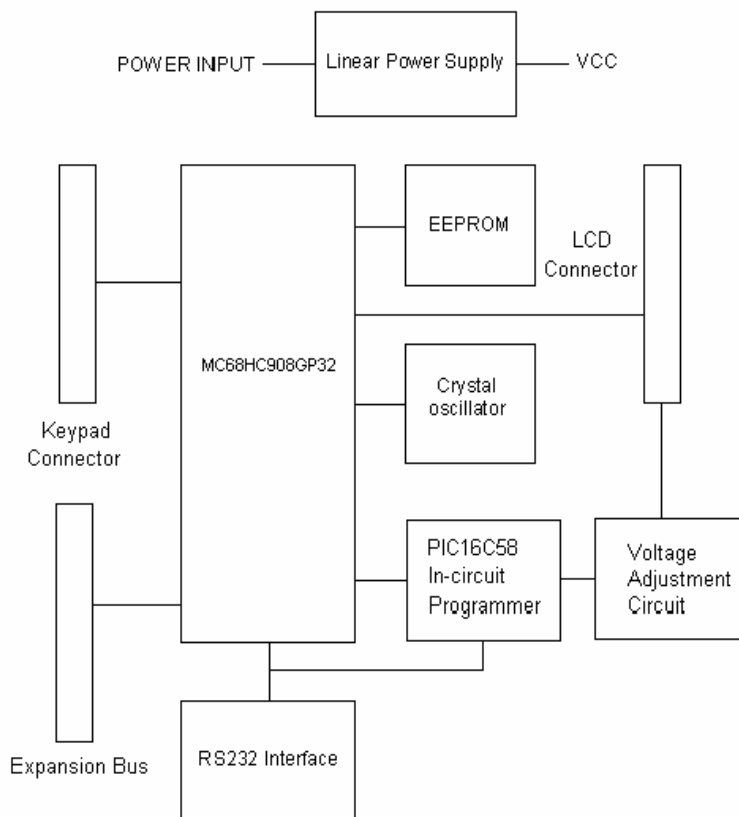 POWER INPUT
Linear Power Supply
VCC
EEPROM
LCD
Connector
MC68HC908GP32
Crystal
oscillator
Keypad
Connector
PIC16C58
In-circuit
Programmer
Voltage
Adjustment
Circuit
RS232 Interface
Expansion Bus